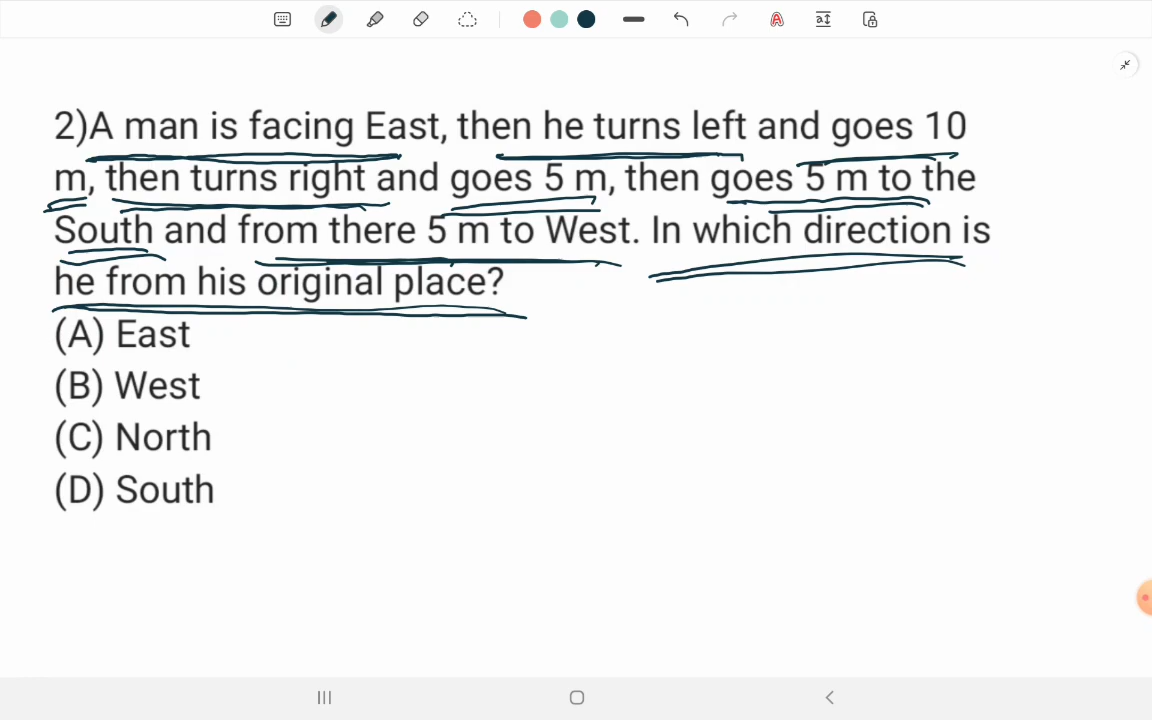 2)A man is facing East, then he turns left and goes 10
m, then turns right and goes 5 m, then goes 5 m to the
South and from there 5 m to West. In which direction is
he from his original place?
(A) East
(B) West
(C) North
(D) South